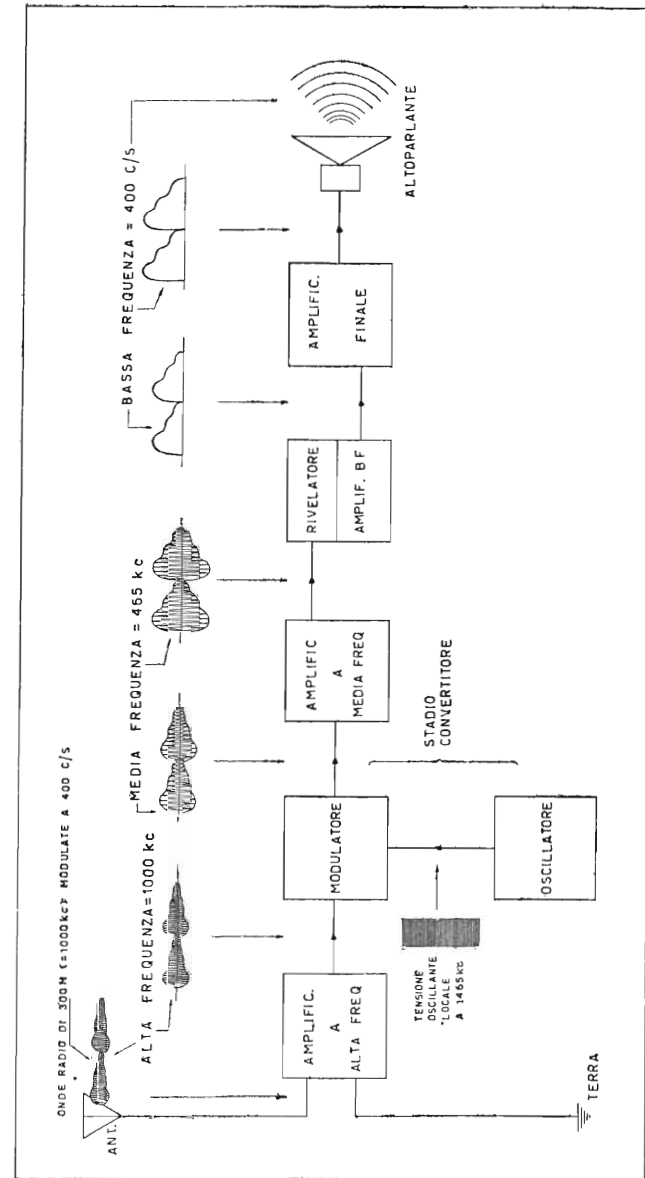 ONDE RADIO DI 300M (=1000kc) MODULATE A 400 C/S
ANT.
ALTA FREQUENZA=1000 kc
MEDIA FREQUENZA = 465 kc
BASSA FREQUENZA = 400 C/S
AMPLIFIC.
A
ALTA FREQ
MODULATORE
AMPLIFIC
A
MEDIA FREQ
RIVELATORE
AMPLIF. BF
AMPLIFIC.
FINALE
ALTOPARLANTE
TENSIONE
OSCILLANTE
LOCALE
A 1465kc
STADIO
CONVERTITORE
OSCILLATORE
TERRA